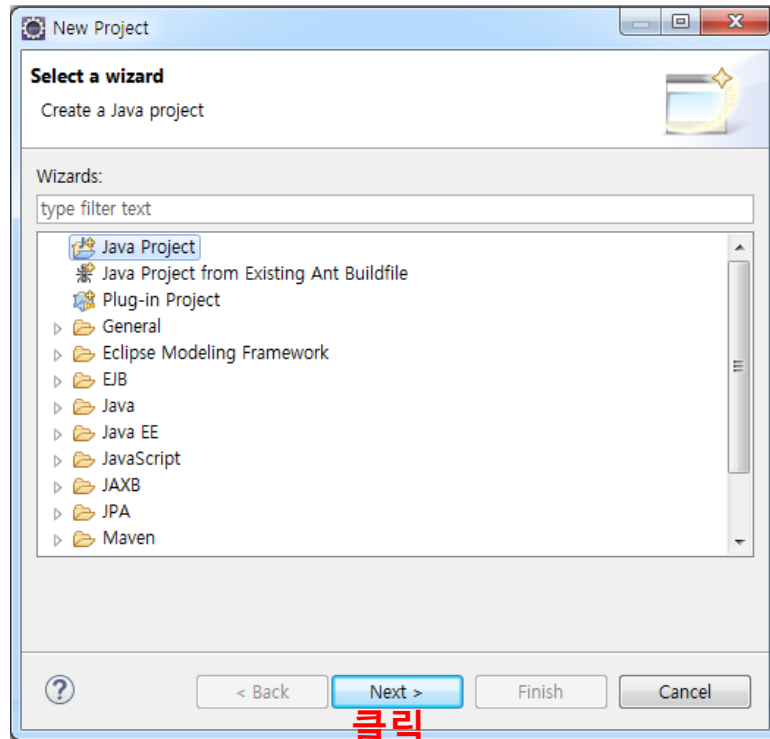 New Project
Select a wizard
Create a Java project
Wizards:
type filter text
Java Project
Java Project from Existing Ant Buildfile
Plug-in Project
General
Eclipse Modeling Framework
EJB
Java
Java EE
JavaScript
JAXB
JPA
Maven
? < Back Next > Finish Cancel
클릭